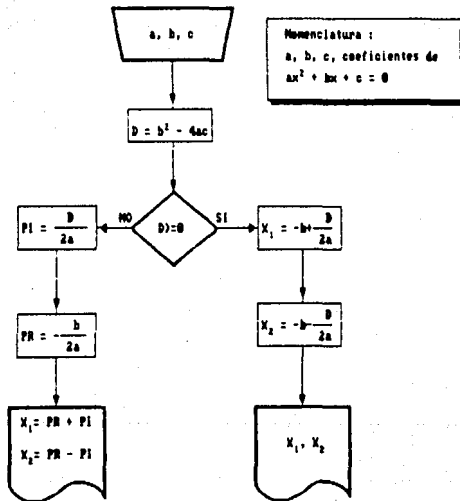 a, b, c
Nomenclatura :
a, b, c, coeficientes de
ax² + bx + c = 0
D = b² - 4ac
NO
D>=0
SI
PI = D/2a
X₁ = -b+ D/2a
PR = - b/2a
X₂ = -b- D/2a
X₁= PR + PI
X₂= PR - PI
X₁, X₂